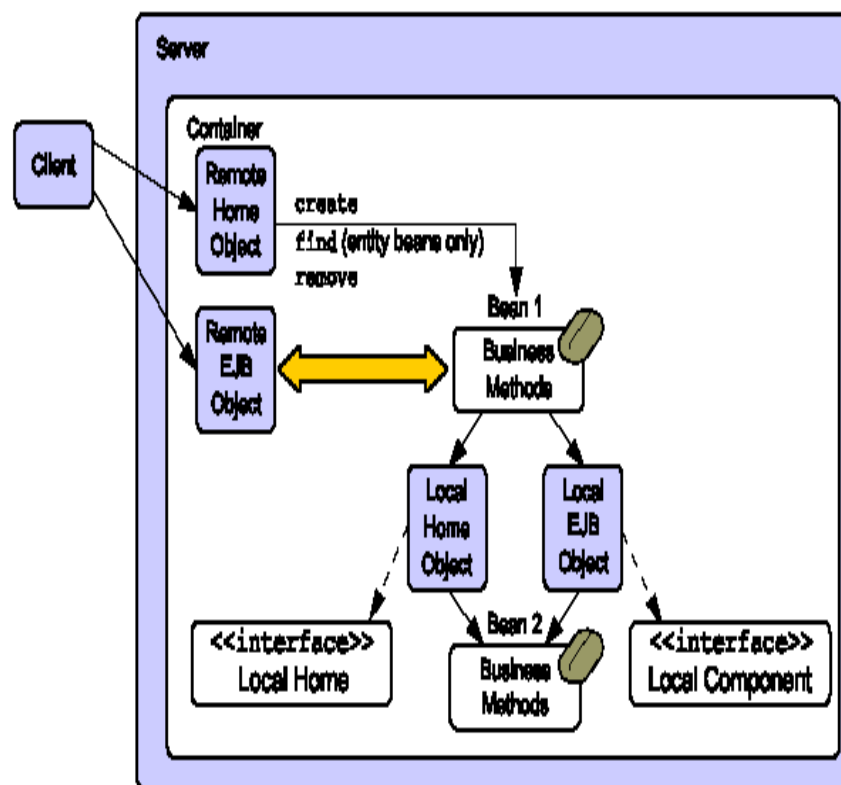 Server
Container
Client
Remote
Home
Object
create
find (entity beans only)
remove
Bean 1
Remote
EJB
Object
Business
Methods
Local
Home
Object
Local
EJB
Object
<<interface>>
Local Home
Bean 2
Business
Methods
<<interface>>
Local Component